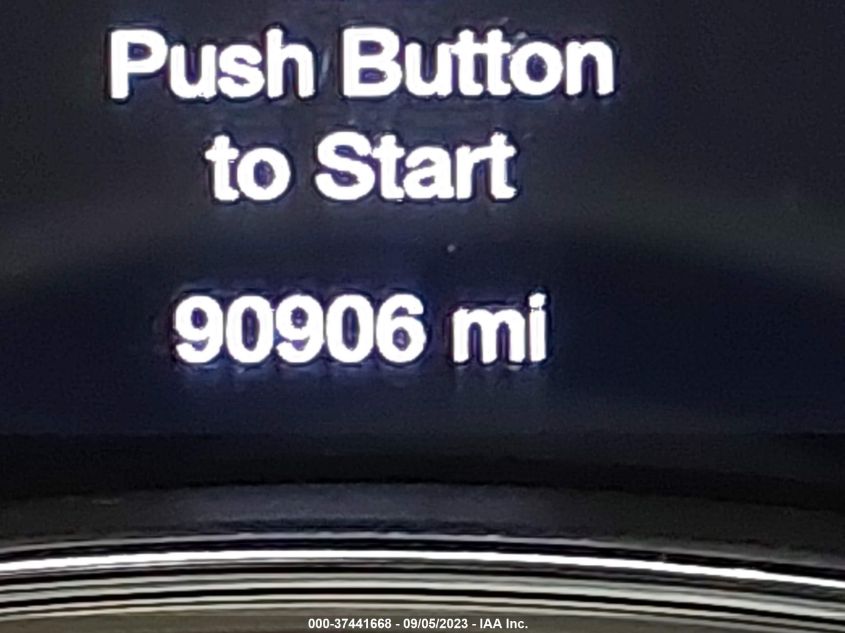 Push Button
to Start
90906 mi
000-37441668 - 09/05/2023 - IAA Inc.